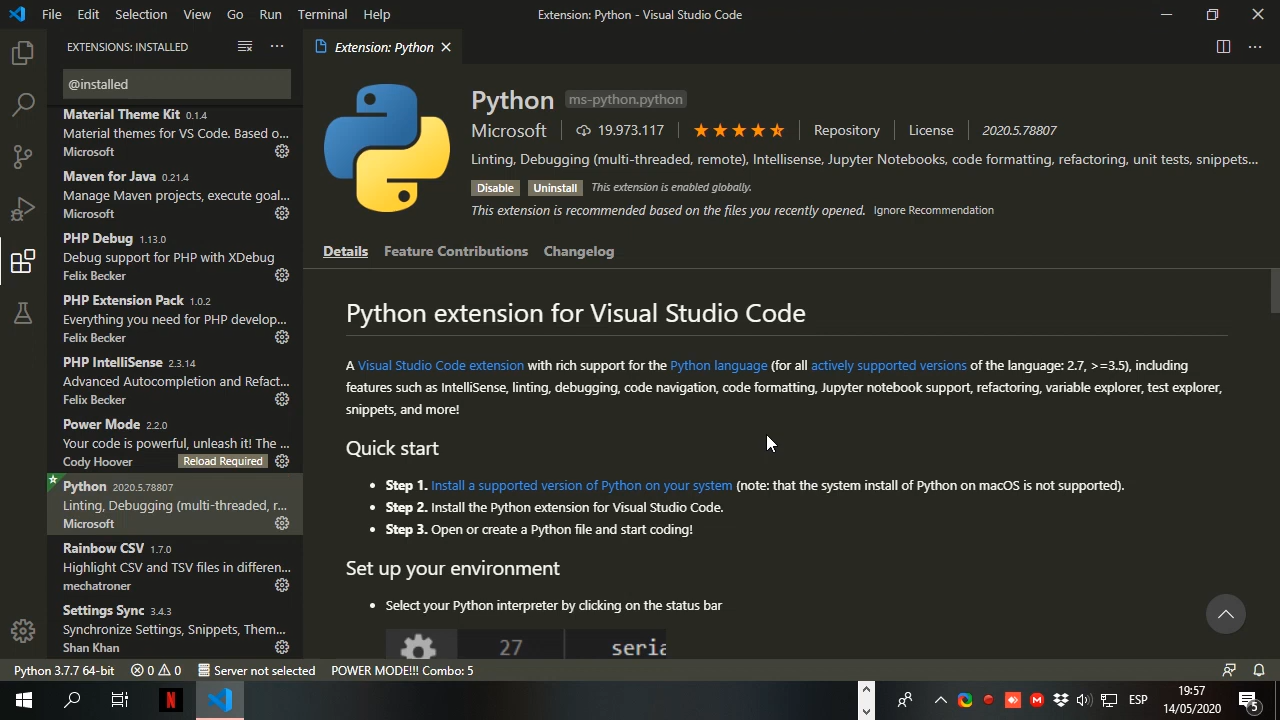 File Edit Selection View Go Run Terminal Help
Extension: Python - Visual Studio Code
EXTENSIONS: INSTALLED
@installed
Material Theme Kit 0.1.4
Material themes for VS Code. Based o...
Microsoft
Maven for Java 0.21.4
Manage Maven projects, execute goal...
Microsoft
PHP Debug 1.13.0
Debug support for PHP with XDebug
Felix Becker
PHP Extension Pack 1.0.2
Everything you need for PHP develop...
Felix Becker
PHP IntelliSense 2.3.14
Advanced Autocompletion and Refact...
Felix Becker
Power Mode 2.2.0
Your code is powerful, unleash it! The ...
Cody Hoover Reload Required
Python 2020.5.78807
Linting, Debugging (multi-threaded, r...
Microsoft
Rainbow CSV 1.7.0
Highlight CSV and TSV files in differen...
mechatroner
Settings Sync 3.4.3
Synchronize Settings, Snippets, Them...
Shan Khan
Extension: Python
Python ms-python.python
Microsoft 19.973.117 Repository License 2020.5.78807
Linting, Debugging (multi-threaded, remote), Intellisense, Jupyter Notebooks, code formatting, refactoring, unit tests, snippets...
Disable Uninstall This extension is enabled globally.
This extension is recommended based on the files you recently opened. Ignore Recommendation
Details Feature Contributions Changelog
Python extension for Visual Studio Code
A Visual Studio Code extension with rich support for the Python language (for all actively supported versions of the language: 2.7, >=3.5), including
features such as IntelliSense, linting, debugging, code navigation, code formatting, Jupyter notebook support, refactoring, variable explorer, test explorer,
snippets, and more!
Quick start
• Step 1. Install a supported version of Python on your system (note: that the system install of Python on macOS is not supported).
• Step 2. Install the Python extension for Visual Studio Code.
• Step 3. Open or create a Python file and start coding!
Set up your environment
• Select your Python interpreter by clicking on the status bar
27 seria
Python 3.7.7 64-bit 0 0 Server not selected POWER MODE!!! Combo: 5
N
ESP
19:57
14/05/2020
5